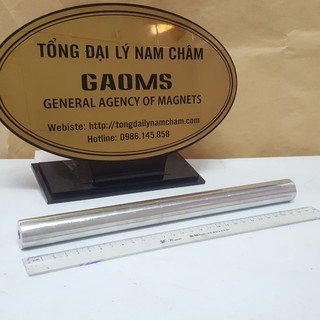 TỔNG ĐẠI LÝ NAM CHÂM
GAOMS
GENERAL AGENCY OF MAGNETS
Webiste: http://tongdailynamcham.com
Hotline: 0986.145.858